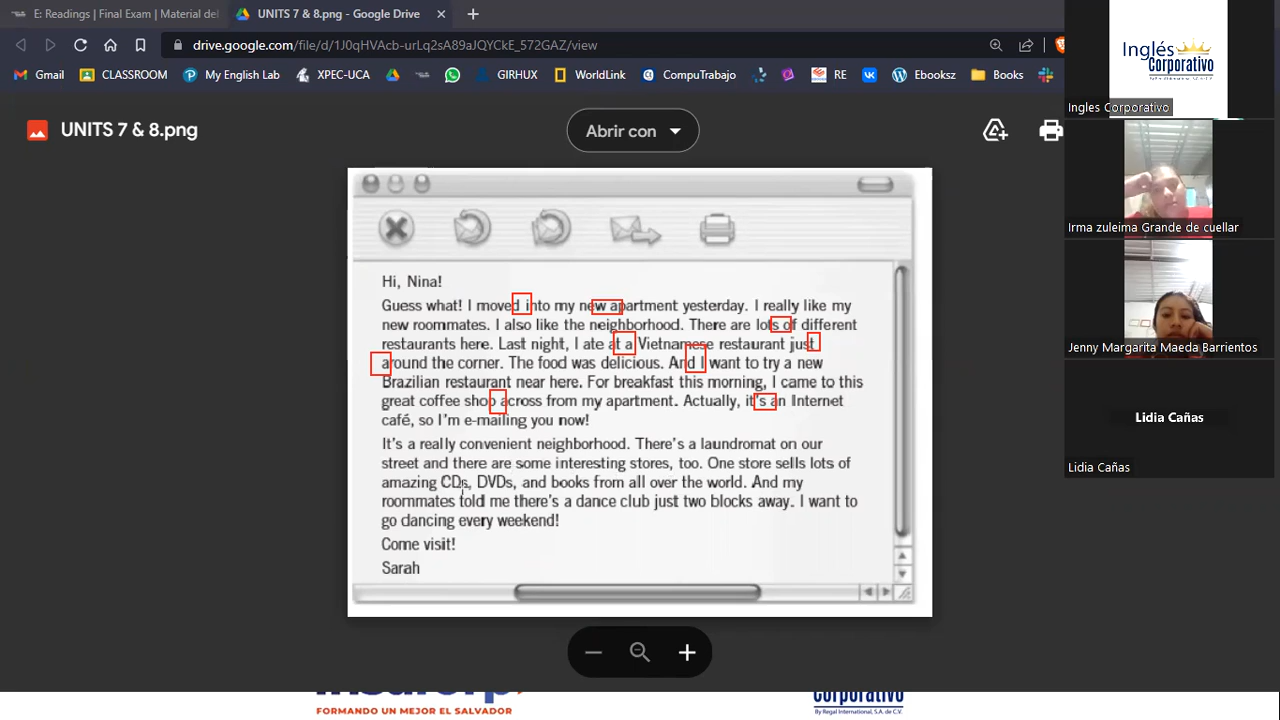 E: Readings | Final Exam | Material del
UNITS 7 & 8.png - Google Drive
drive.google.com/file/d/1J0qHVAcb-urLq2sA89aJQYCkE_572GAZ/view
Gmail CLASSROOM My English Lab XPEC-UCA GRHUX WorldLink CompuTrabajo RE WordPress Ebooksz Books
UNITS 7 & 8.png
Abrir con
Hi, Nina!
Guess what! I moved into my new apartment yesterday. I really like my
new roommates. I also like the neighborhood. There are lots of different
restaurants here. Last night, I ate at a Vietnamese restaurant just
around the corner. The food was delicious. And I want to try a new
Brazilian restaurant near here. For breakfast this morning, I came to this
great coffee shop across from my apartment. Actually, it's an Internet
café, so I'm e-mailing you now!
It's a really convenient neighborhood. There's a laundromat on our
street and there are some interesting stores, too. One store sells lots of
amazing CDs, DVDs, and books from all over the world. And my
roommates told me there's a dance club just two blocks away. I want to
go dancing every weekend!
Come visit!
Sarah
Inglés
Corporativo
Ingles Corporativo
Irma zuleima Grande de cuellar
Jenny Margarita Maeda Barrientos
Lidia Cañas
Lidia Cañas
FORMANDO UN MEJOR EL SALVADOR
Corporativo
By Regal International, S.A. de C.V.